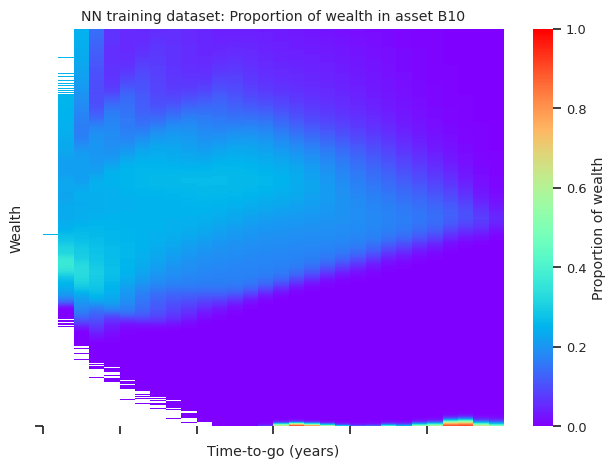 NN training dataset: Proportion of wealth in asset B10
1.0
0.8
0.6
0.4
0.2
0.0
Proportion of wealth
Wealth
Time-to-go (years)